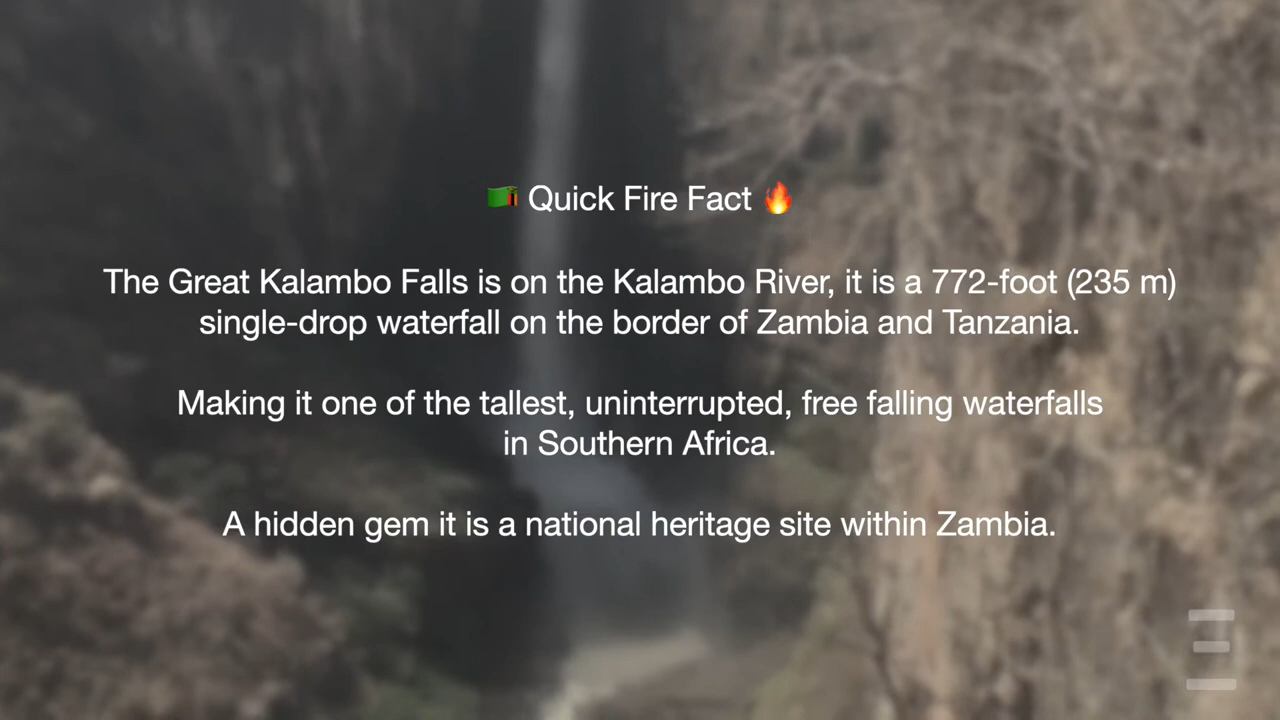 🇿🇲 Quick Fire Fact 🔥
The Great Kalambo Falls is on the Kalambo River, it is a 772-foot (235 m)
single-drop waterfall on the border of Zambia and Tanzania.
Making it one of the tallest, uninterrupted, free falling waterfalls
in Southern Africa.
A hidden gem it is a national heritage site within Zambia.